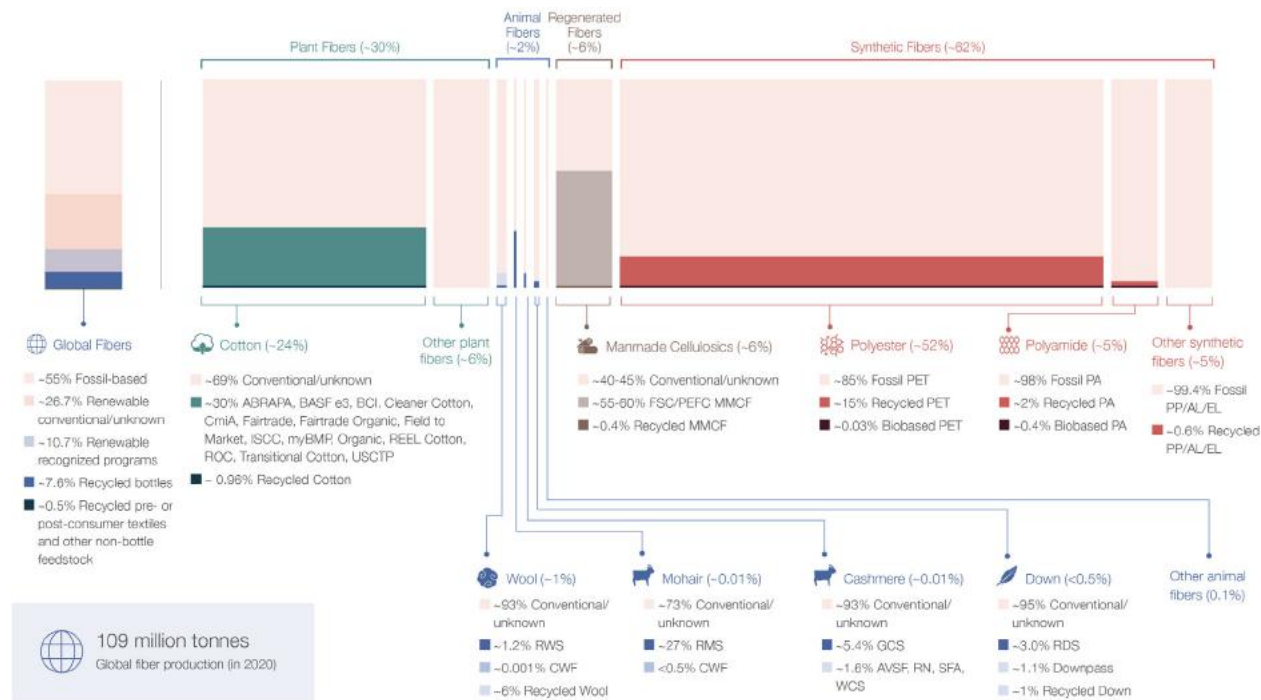 Plant Fibers (~30%)
Animal
Fibers
(~2%)
Regenerated
Fibers
(~6%)
Synthetic Fibers (~62%)
Global Fibers
~55% Fossil-based
~26.7% Renewable
conventional/unknown
~10.7% Renewable
recognized programs
~7.6% Recycled bottles
~0.5% Recycled pre- or
post-consumer textiles
and other non-bottle
feedstock
Cotton (~24%)
~69% Conventional/unknown
~30% ABRAPA, BASF e3, BCI, Cleaner Cotton,
CmiA, Fairtrade, Fairtrade Organic, Field to
Market, ISCC, myBMP, Organic, REEL Cotton,
ROC, Transitional Cotton, USCTP
~ 0.96% Recycled Cotton
Other plant
fibers (~6%)
Manmade Cellulosics (~6%)
~40-45% Conventional/unknown
~55-60% FSC/PEFC MMCF
~0.4% Recycled MMCF
Polyester (~52%)
~85% Fossil PET
~15% Recycled PET
~0.03% Biobased PET
Polyamide (~5%)
~98% Fossil PA
~2% Recycled PA
~0.4% Biobased PA
Other synthetic
fibers (~5%)
~99.4% Fossil
PP/AL/EL
~0.6% Recycled
PP/AL/EL
Wool (~1%)
~93% Conventional/
unknown
~1.2% RWS
~0.001% CWF
~6% Recycled Wool
Mohair (~0.01%)
~73% Conventional/
unknown
~27% RMS
<0.5% CWF
Cashmere (~0.01%)
~93% Conventional/
unknown
~5.4% GCS
~1.6% AVSF, RN, SFA,
WCS
Down (<0.5%)
~95% Conventional/
unknown
~3.0% RDS
~1.1% Downpass
~1% Recycled Down
Other animal
fibers (0.1%)
109 million tonnes
Global fiber production (in 2020)